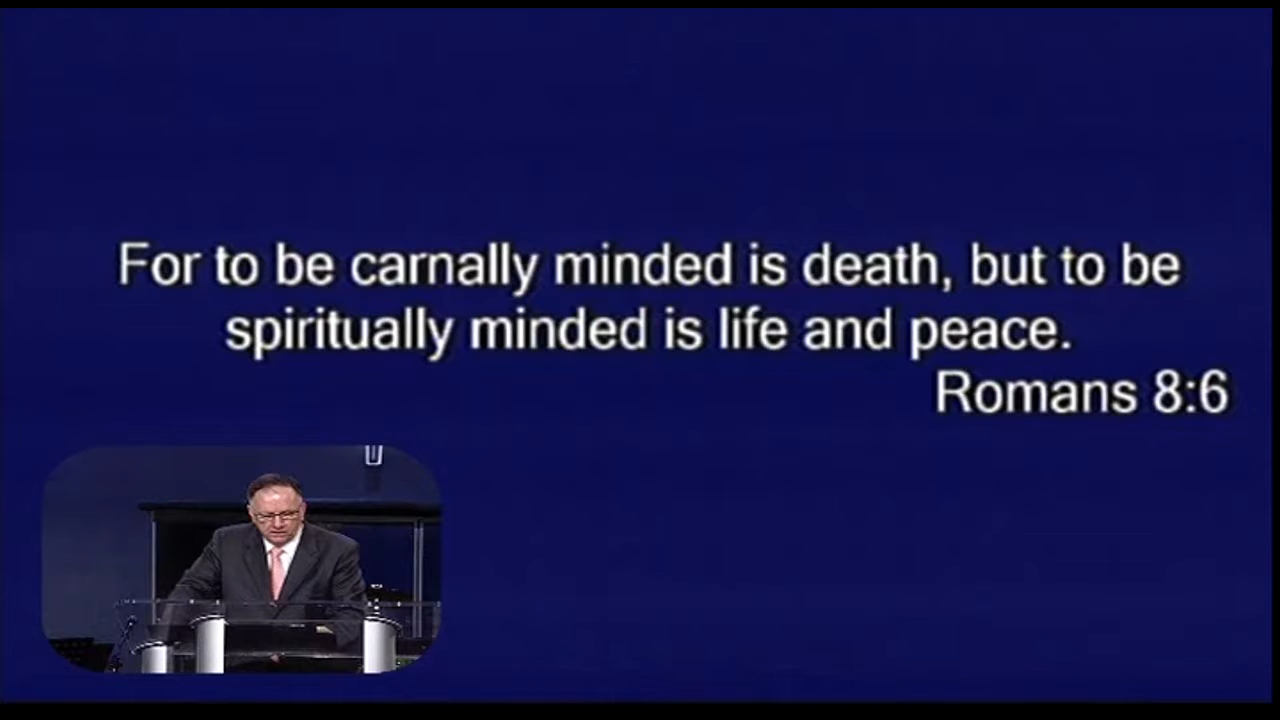 For to be carnally minded is death, but to be
spiritually minded is life and peace.
Romans 8:6